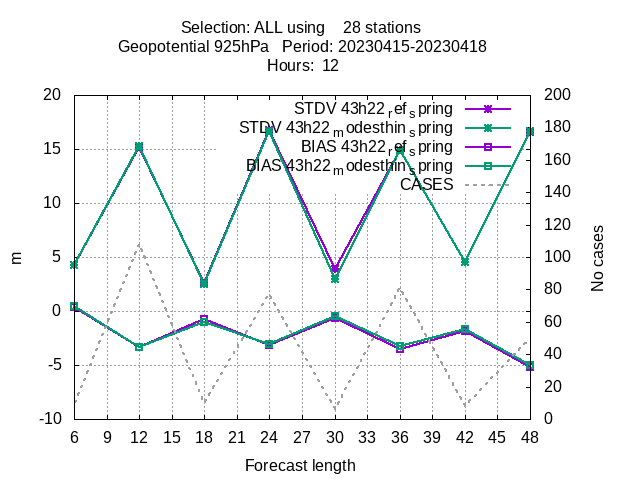 Selection: ALL using    28 stations
Geopotential 925hPa   Period: 20230415-20230418
Hours:  12
20
15
10
5
0
-5
-10
m
200
180
160
140
120
100
80
60
40
20
0
No cases
STDV 43h22_ref_spring
STDV 43h22_modesthin_spring
BIAS 43h22_ref_spring
BIAS 43h22_modesthin_spring
CASES
6 9 12 15 18 21 24 27 30 33 36 39 42 45 48
Forecast length